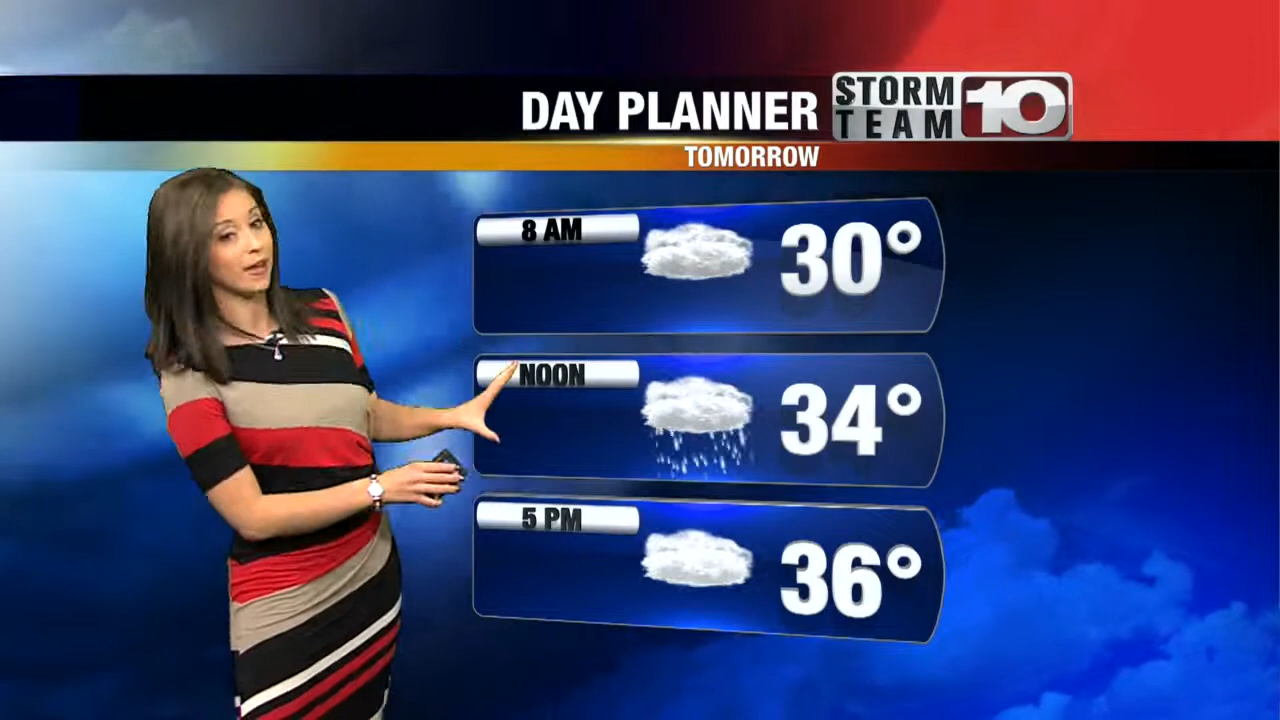 DAY PLANNER
STORM
TEAM
10
TOMORROW
8 AM
30°
NOON
34°
5 PM
36°